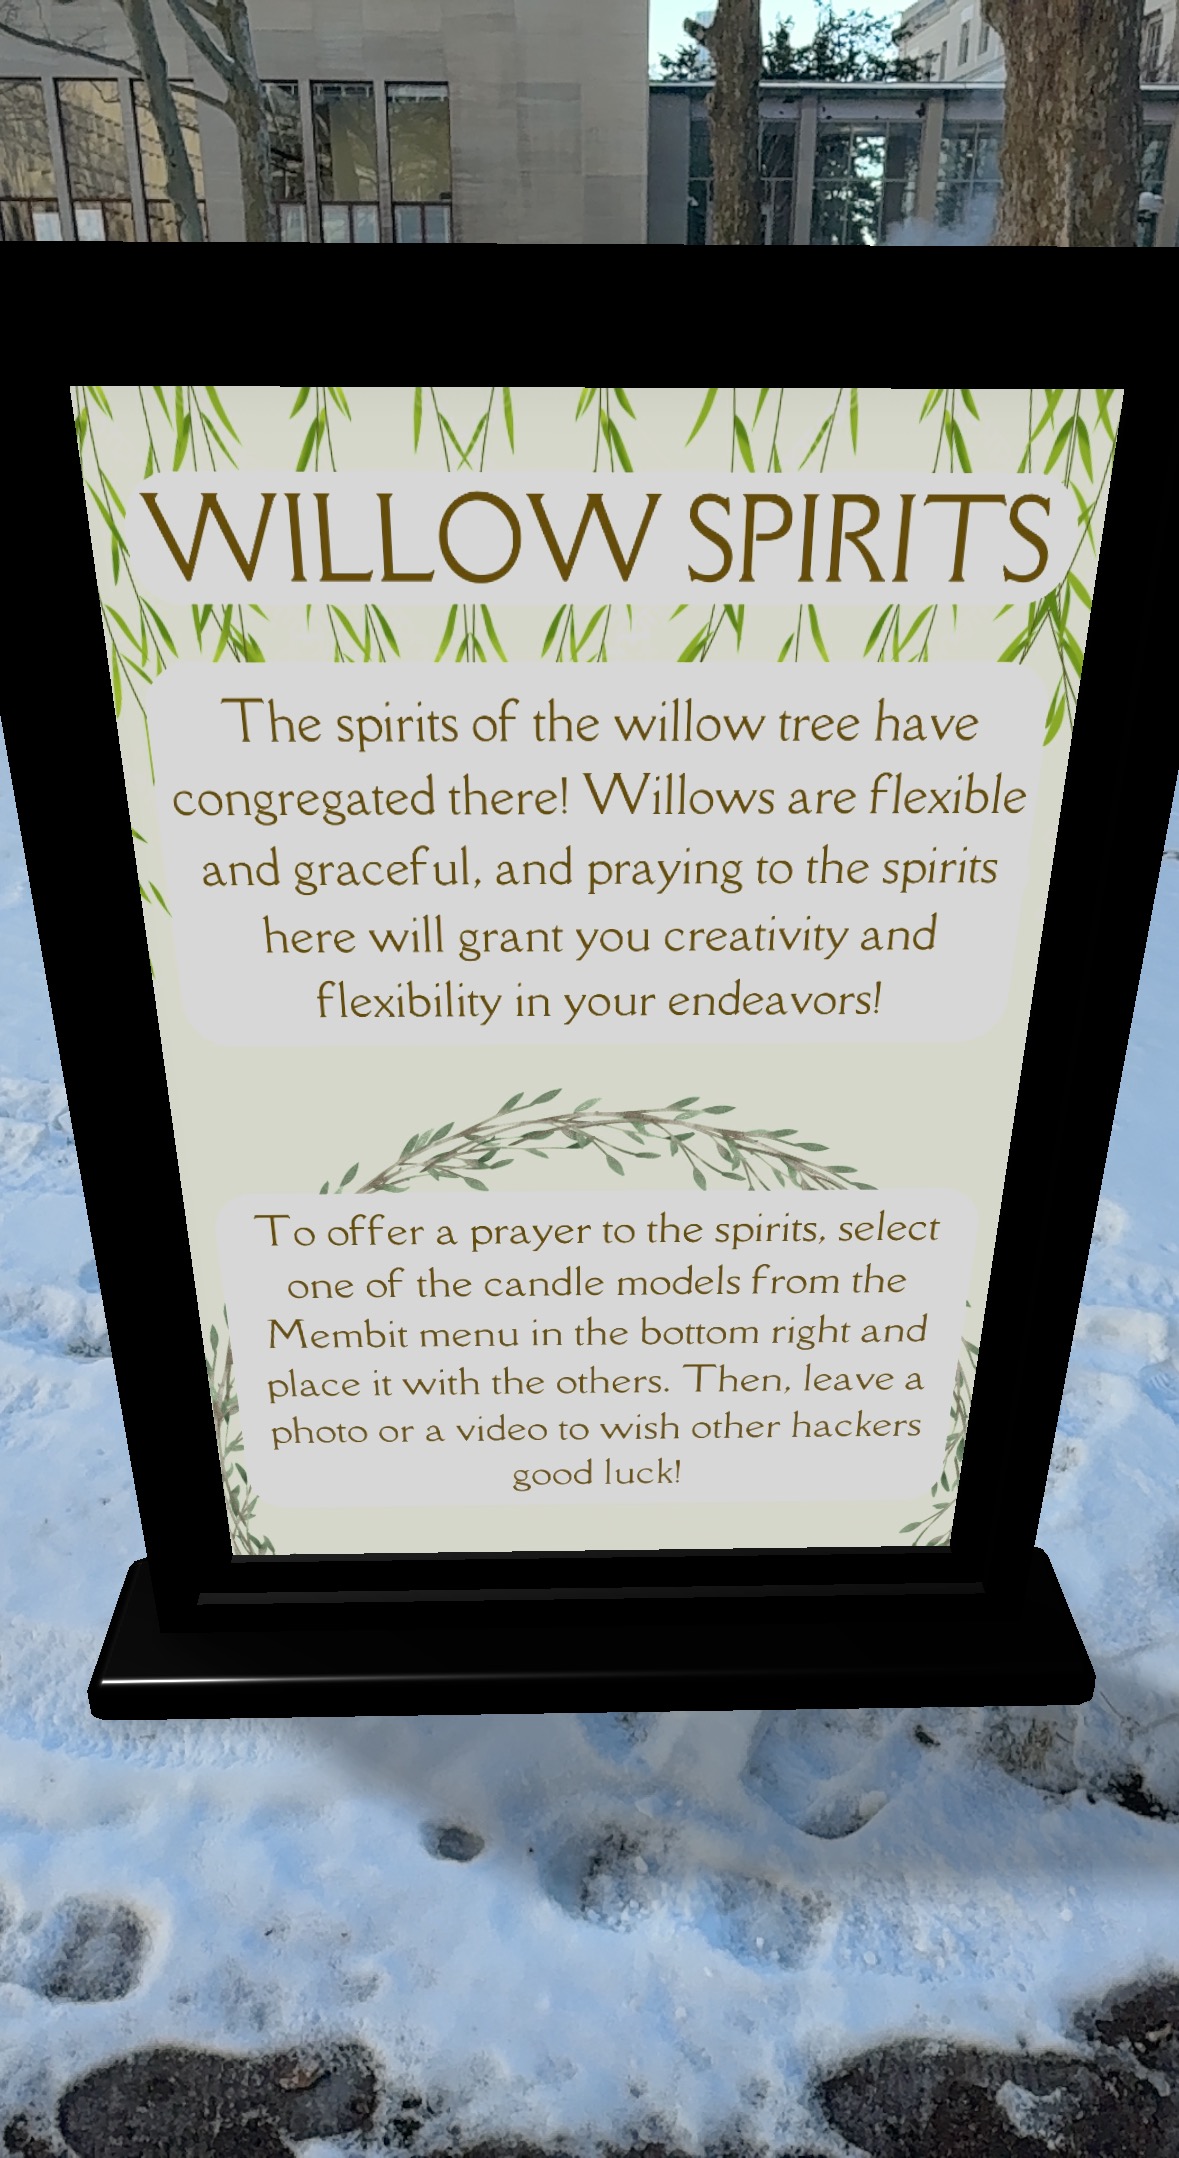 WILLOW SPIRITS
The spirits of the willow tree have
congregated there! Willows are flexible
and graceful, and praying to the spirits
here will grant you creativity and
flexibility in your endeavors!
To offer a prayer to the spirits, select
one of the candle models from the
Membit menu in the bottom right and
place it with the others. Then, leave a
photo or a video to wish other hackers
good luck!